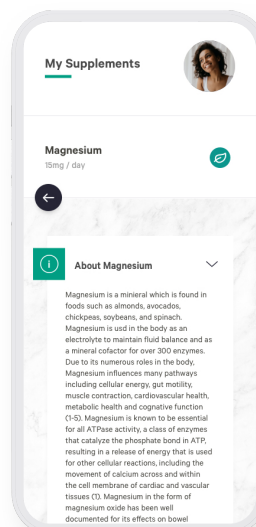 My Supplements
Magnesium
15mg / day
About Magnesium
Magnesium is a minieral which is found in
foods such as almonds, avocados,
chickpeas, soybeans, and spinach.
Magnesium is usd in the body as an
electrolyte to maintain fluid balance and as
a mineral cofactor for over 300 enzymes.
Due to its numerous roles in the body,
Magnesium influences many pathways
including cellular energy, gut motility,
muscle contraction, cardiovascular health,
metabolic health and cognative function
(1-5). Magnesium is known to be essential
for all ATPase activity, a class of enzymes
that catalyze the phosphate bond in ATP,
resulting in a release of energy that is used
for other cellular reactions, including the
movement of calcium across and within
the cell membrane of cardiac and vascular
tissues (1). Magnesium in the form of
magnesium oxide has been well
documented for its effects on bowel